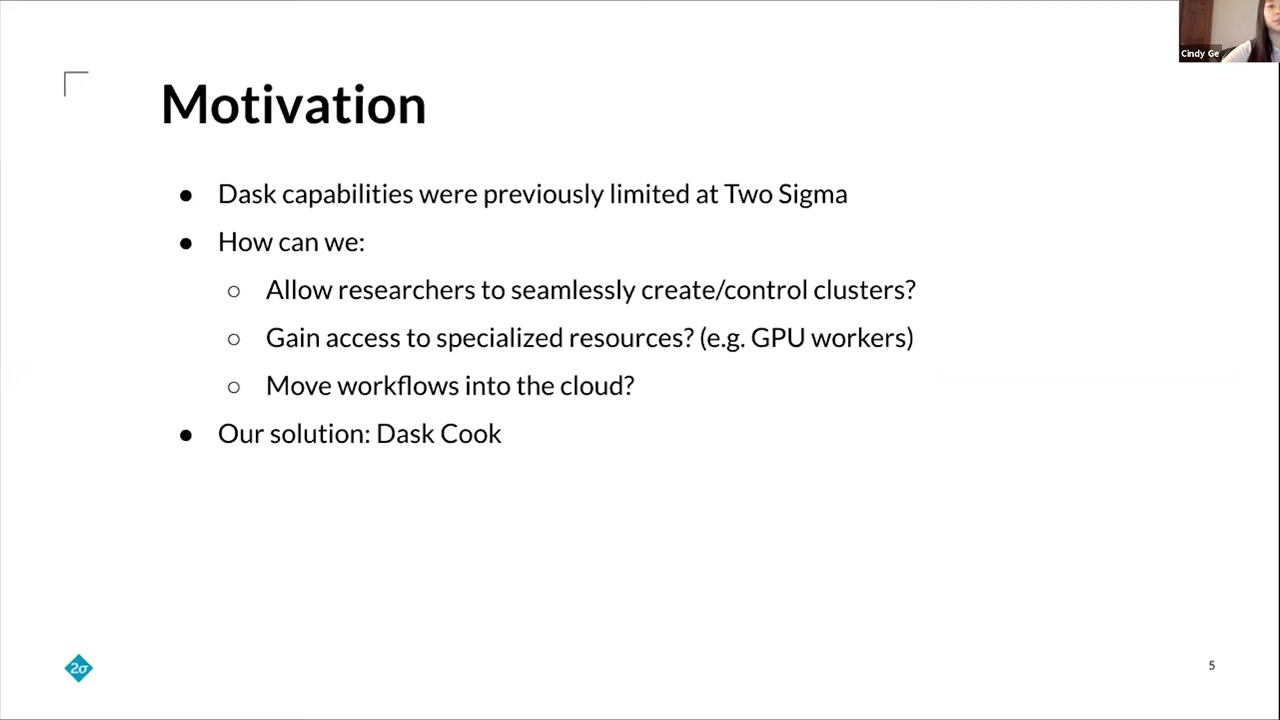 Cindy Ge
Motivation
● Dask capabilities were previously limited at Two Sigma
● How can we:
○ Allow researchers to seamlessly create/control clusters?
○ Gain access to specialized resources? (e.g. GPU workers)
○ Move workflows into the cloud?
● Our solution: Dask Cook
2σ
5